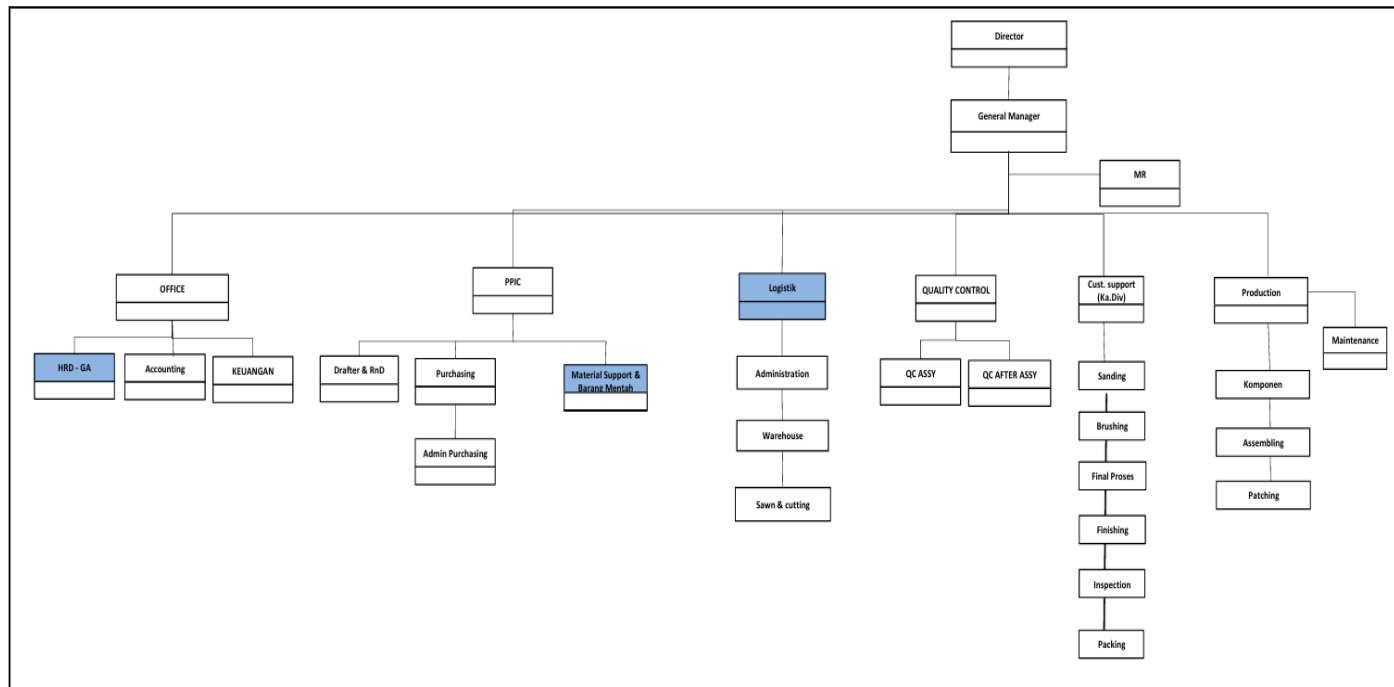 Director
General Manager
MR
OFFICE
PPIC
Logistik
QUALITY CONTROL
Cust. support
(Ka.Div)
Production
Maintenance
HRD - GA
Accounting
KEUANGAN
Drafter & RnD
Purchasing
Material Support &
Barang Mentah
Administration
QC ASSY
QC AFTER ASSY
Sanding
Komponen
Admin Purchasing
Warehouse
Brushing
Assembling
Sawn & cutting
Final Proses
Patching
Finishing
Inspection
Packing